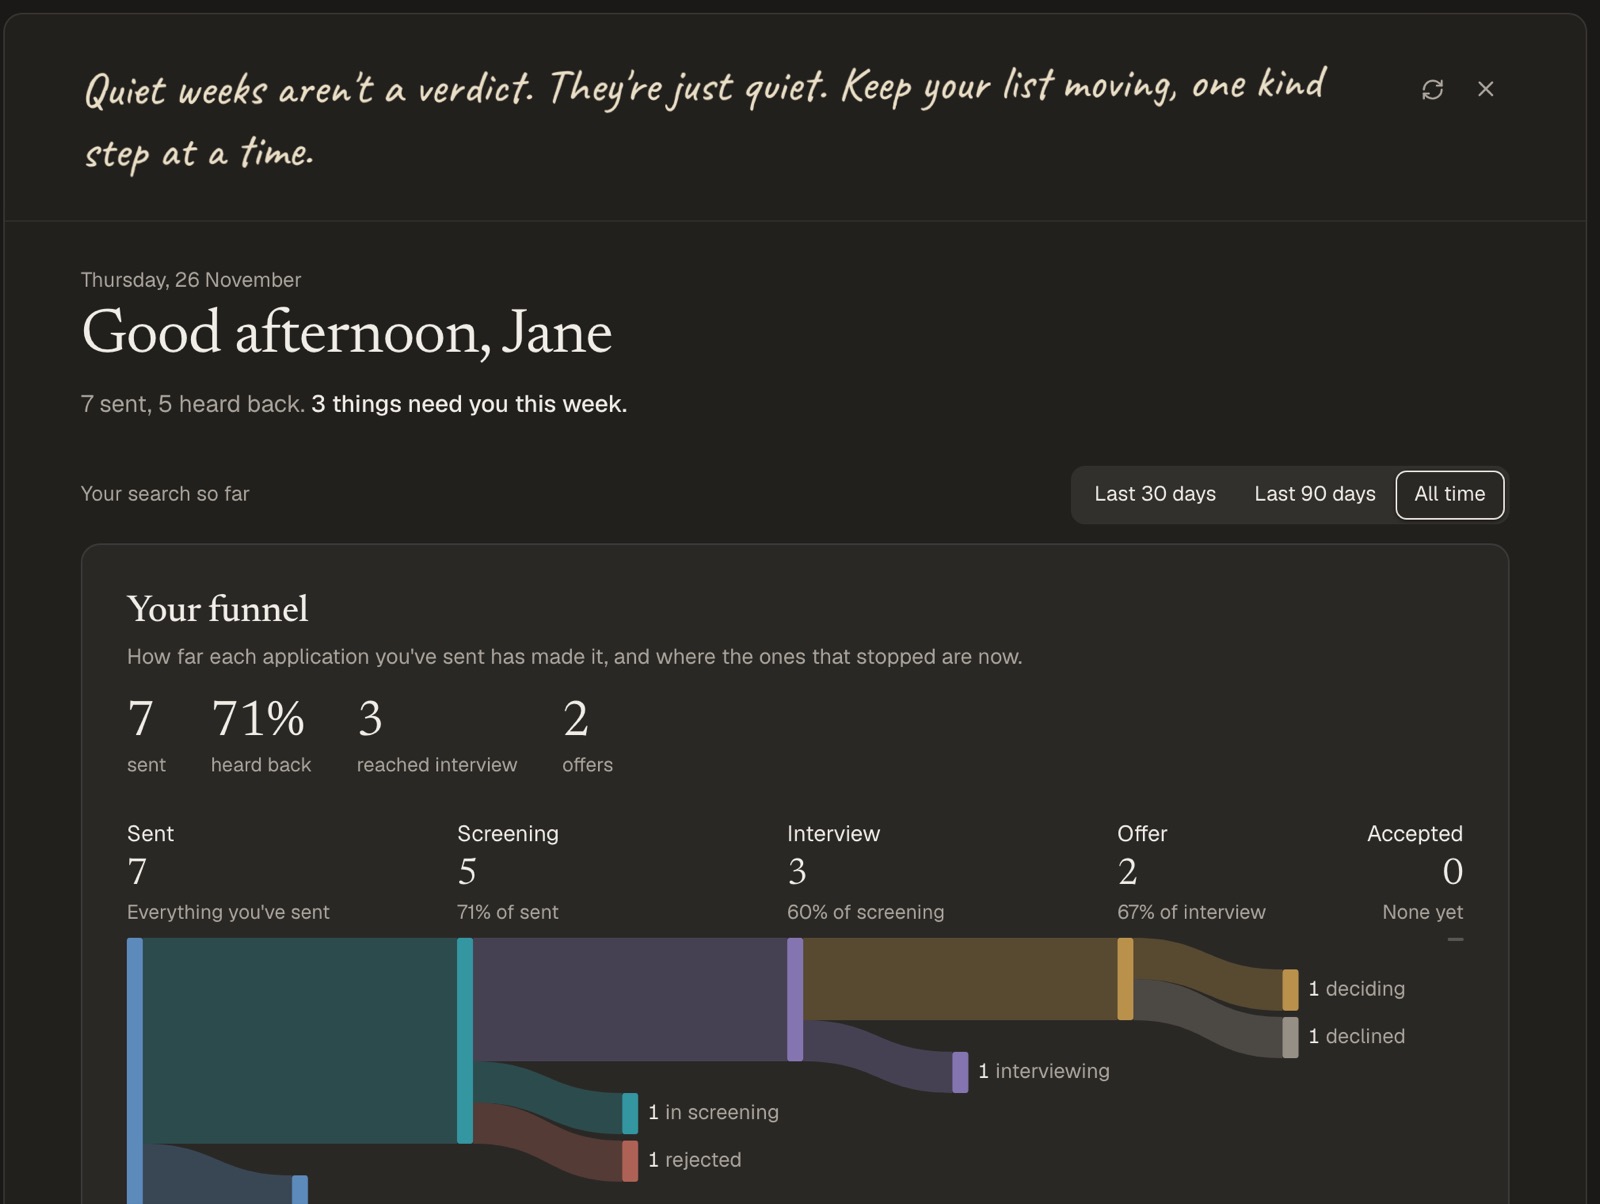 Quiet weeks aren't a verdict. They're just quiet. Keep your list moving, one kind
step at a time.
Thursday, 26 November
Good afternoon, Jane
7 sent, 5 heard back. 3 things need you this week.
Your search so far
Last 30 days
Last 90 days
All time
Your funnel
How far each application you've sent has made it, and where the ones that stopped are now.
7
sent
71%
heard back
3
reached interview
2
offers
Sent
7
Everything you've sent
Screening
5
71% of sent
Interview
3
60% of screening
Offer
2
67% of interview
Accepted
0
None yet
1 deciding
1 declined
1 interviewing
1 in screening
1 rejected